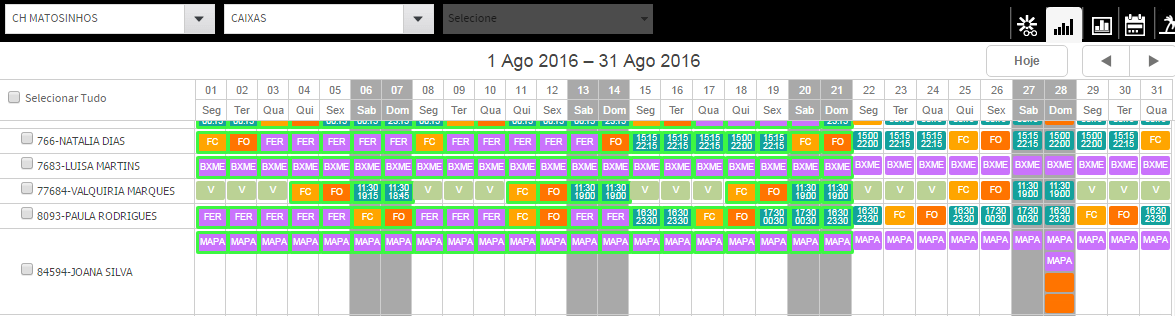 CH MATOSINHOS CAIXAS Selecione
1 Ago 2016 – 31 Ago 2016 Hoje
Selecionar Tudo
01 02 03 04 05 06 07 08 09 10 11 12 13 14 15 16 17 18 19 20 21 22 23 24 25 26 27 28 29 30 31
Seg Ter Qua Qui Sex Sab Dom Seg Ter Qua Qui Sex Sab Dom Seg Ter Qua Qui Sex Sab Dom Seg Ter Qua Qui Sex Sab Dom Seg Ter Qua
766-NATALIA DIAS FC FO FER FER FER FER FER FC FO FER FER FER FER FO 15:15 15:15 15:15 15:00 15:00 FC FO 15:00 15:15 15:15 FC FO 15:15 15:00 15:00 15:15 FC
22:15 22:15 22:15 22:00 22:00 22:00 22:15 22:15 22:15 22:00 22:00 22:15
7683-LUISA MARTINS BXME BXME BXME BXME BXME BXME BXME BXME BXME BXME BXME BXME BXME BXME BXME BXME BXME BXME BXME BXME BXME BXME BXME BXME BXME BXME BXME BXME BXME BXME BXME
77684-VALQUIRIA MARQUES V V V FC FO 11:30 11:30 V V V FC FO 11:30 11:30 V V V FC FO 11:30 11:30 V V V FC FO 11:30 11:30 V V V
19:15 18:45 19:00 19:00 19:00 19:00 19:00 19:00
8093-PAULA RODRIGUES FER FER FER FER FER FC FO FER FER FER FC FO FER FER 16:30 16:30 FC FO 17:00 17:00 17:00 16:30 FC FO 16:30 17:00 17:00 16:30 FC FO 16:30
23:30 23:30 00:30 00:30 00:30 23:30 23:30 00:30 00:30 23:30 23:30
84594-JOANA SILVA MAPA MAPA MAPA MAPA MAPA MAPA MAPA MAPA MAPA MAPA MAPA MAPA MAPA MAPA MAPA MAPA MAPA MAPA MAPA MAPA MAPA MAPA MAPA MAPA MAPA MAPA MAPA MAPA MAPA MAPA MAPA
MAPA